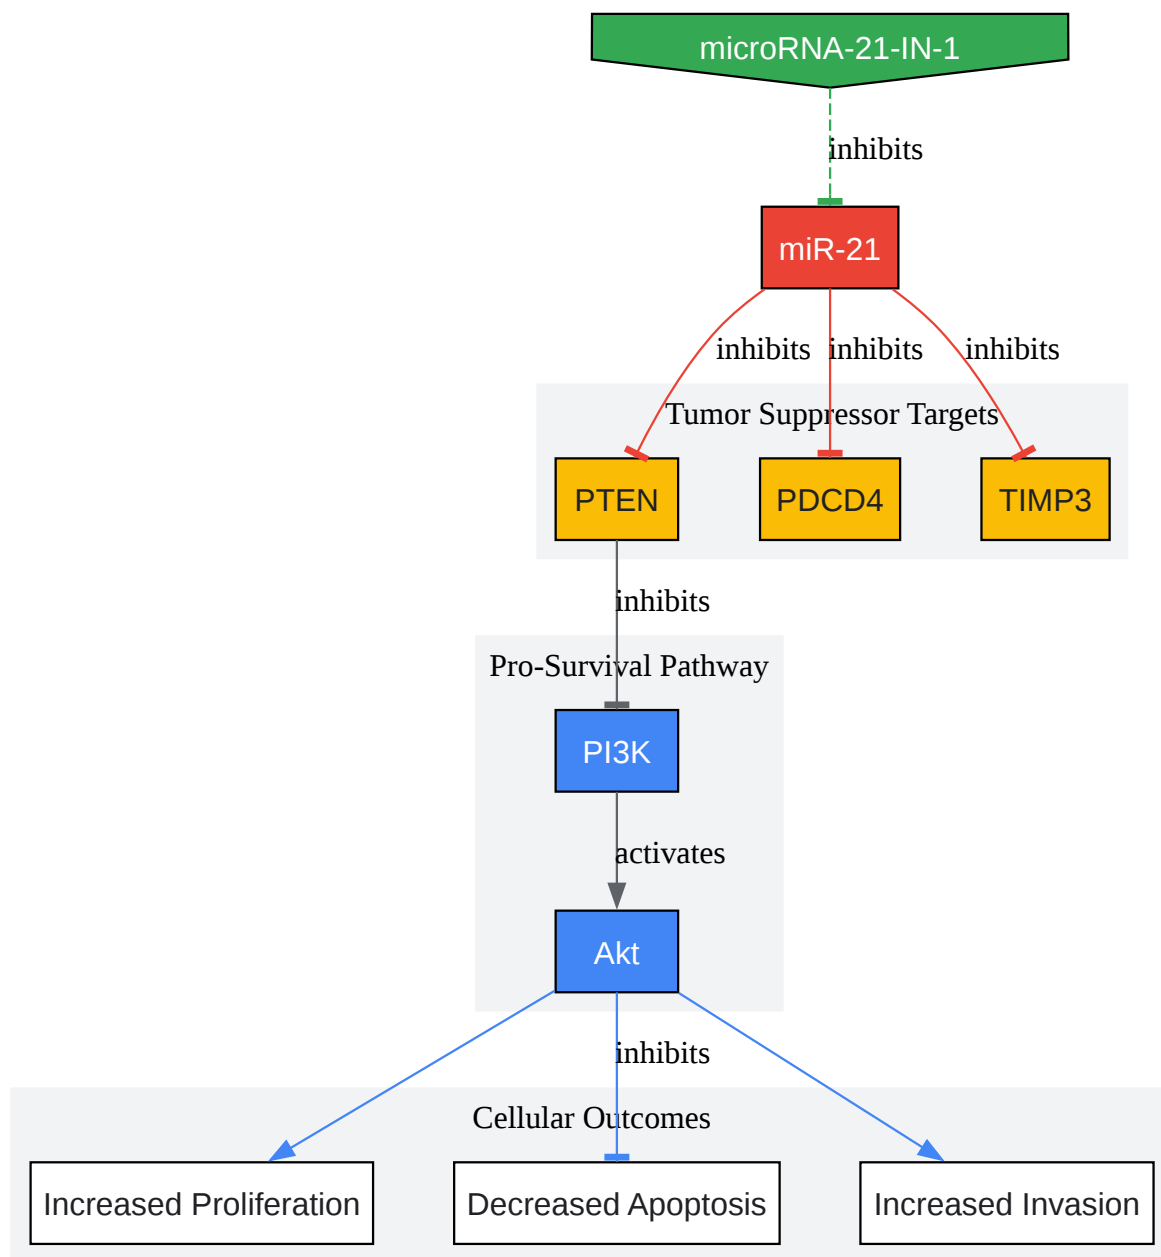 microRNA-21-IN-1
inhibits
miR-21
inhibits
inhibits
inhibits
Tumor Suppressor Targets
PTEN
PDCD4
TIMP3
inhibits
Pro-Survival Pathway
PI3K
activates
Akt
inhibits
Cellular Outcomes
Increased Proliferation
Decreased Apoptosis
Increased Invasion